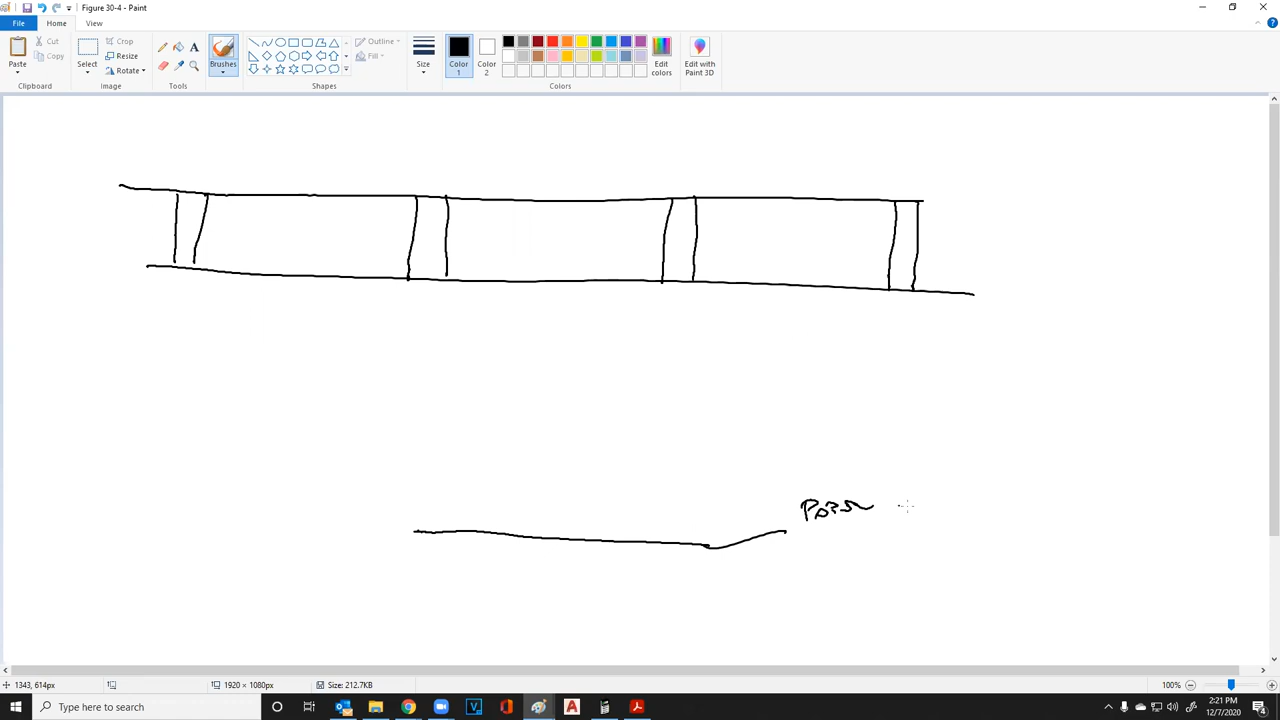 Figure 30-4 - Paint
File
Home
View
Paste
Cut
Copy
Clipboard
Select
Crop
Resize
Rotate
Image
Tools
Brushes
Outline
Fill
Shapes
Size
Color 1
Color 2
Edit colors
Colors
Edit with Paint 3D
1343, 614px
1920 × 1080px
Size: 212.7KB
100%
Type here to search
2:21 PM
12/7/2020
4